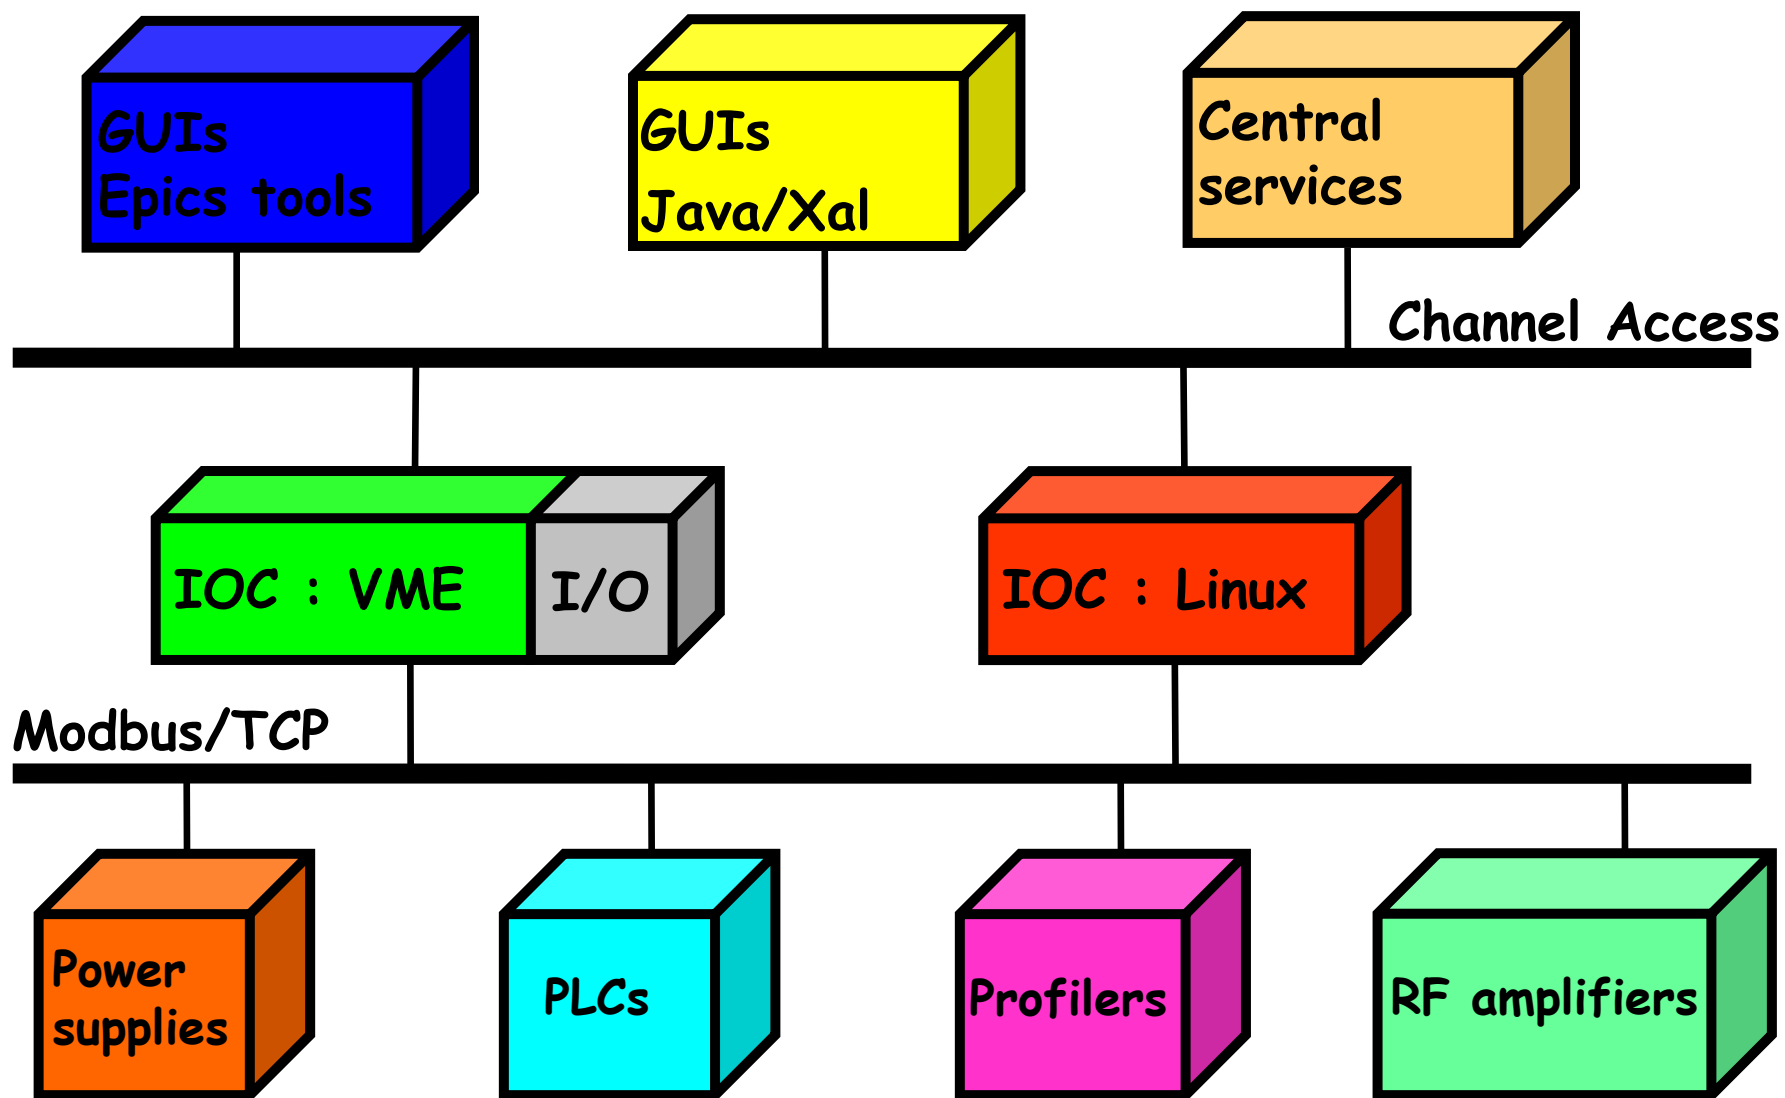 GUIs
Epics tools
GUIs
Java/Xal
Central
services
Channel Access
IOC : VME
I/O
IOC : Linux
Modbus/TCP
Power
supplies
PLCs
Profilers
RF amplifiers